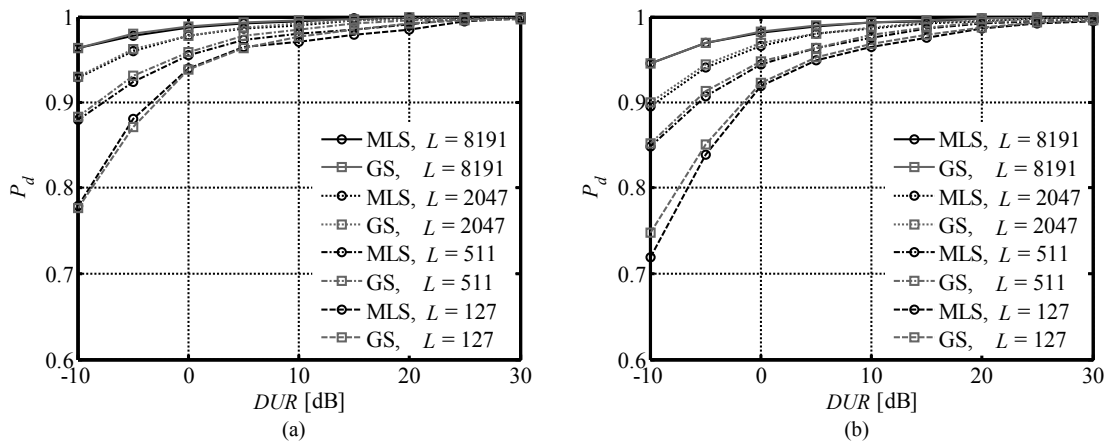 1
0.9
0.8
0.7
0.6
P_d
-10 0 10 20 30
DUR [dB]
(a)
MLS, L = 8191
GS, L = 8191
MLS, L = 2047
GS, L = 2047
MLS, L = 511
GS, L = 511
MLS, L = 127
GS, L = 127
1
0.9
0.8
0.7
0.6
P_d
-10 0 10 20 30
DUR [dB]
(b)
MLS, L = 8191
GS, L = 8191
MLS, L = 2047
GS, L = 2047
MLS, L = 511
GS, L = 511
MLS, L = 127
GS, L = 127